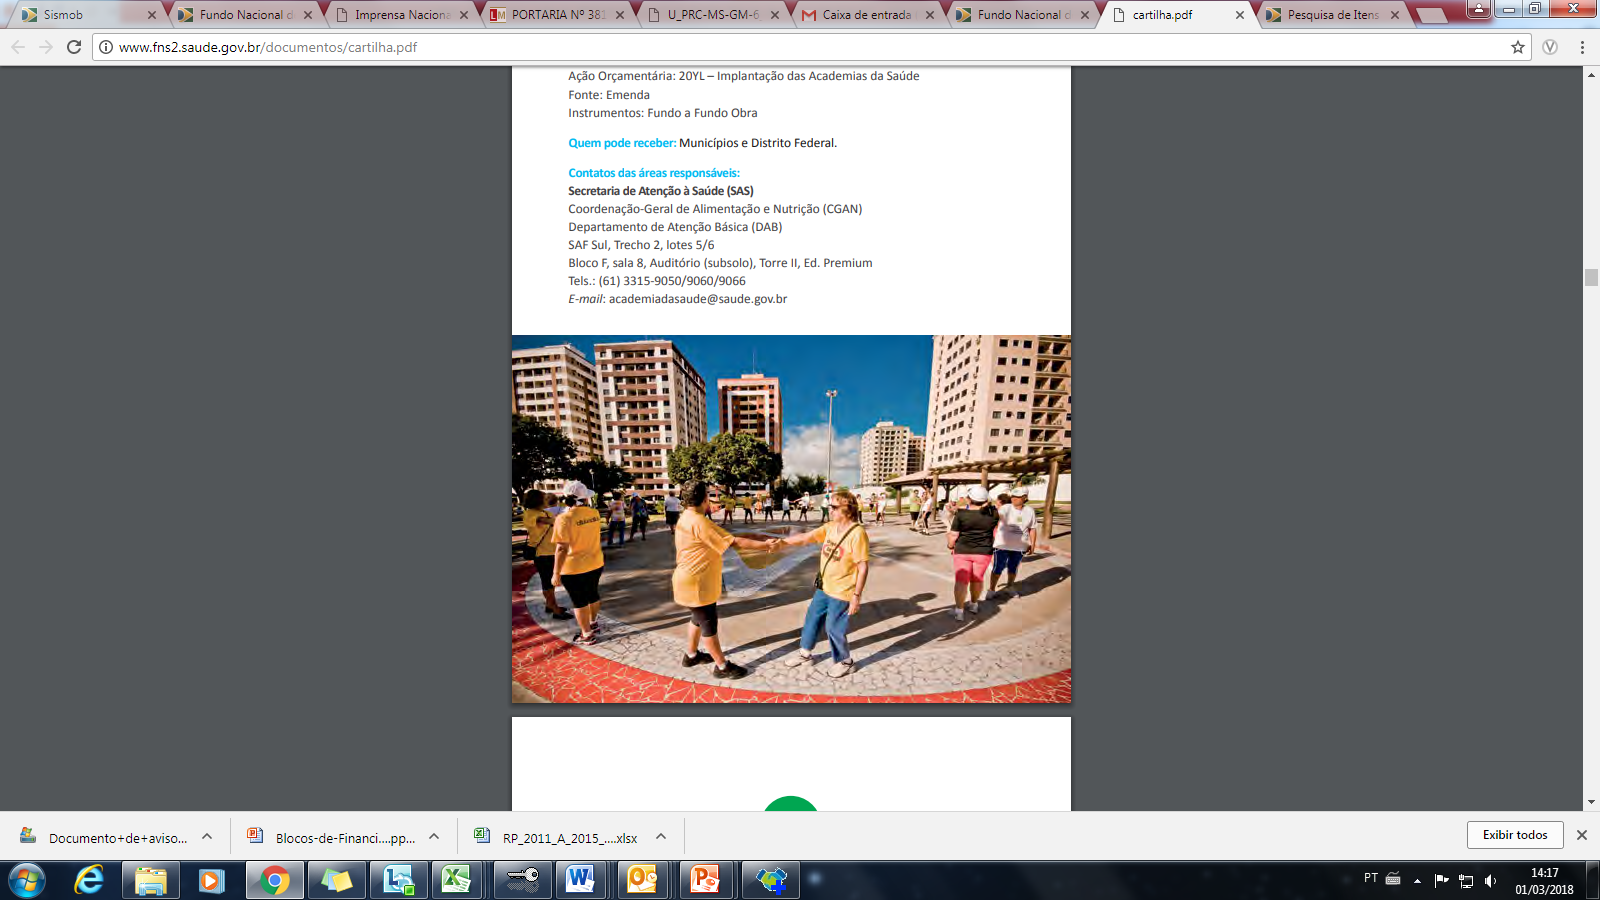 Sismob
Fundo Nacional d
Imprensa Naciona
PORTARIA Nº 381
U_PRC-MS-GM-6
Caixa de entrada
Fundo Nacional d
cartilha.pdf
Pesquisa de Itens
www.fns2.saude.gov.br/documentos/cartilha.pdf
Ação Orçamentária: 20YL – Implantação das Academias da Saúde
Fonte: Emenda
Instrumentos: Fundo a Fundo Obra
Quem pode receber: Municípios e Distrito Federal.
Contatos das áreas responsáveis:
Secretaria de Atenção à Saúde (SAS)
Coordenação-Geral de Alimentação e Nutrição (CGAN)
Departamento de Atenção Básica (DAB)
SAF Sul, Trecho 2, lotes 5/6
Bloco F, sala 8, Auditório (subsolo), Torre II, Ed. Premium
Tels.: (61) 3315-9050/9060/9066
E-mail: academiadasaude@saude.gov.br
Documento+de+aviso...
Blocos-de-Financi....pp...
RP_2011_A_2015_....xlsx
Exibir todos
PT
14:17
01/03/2018